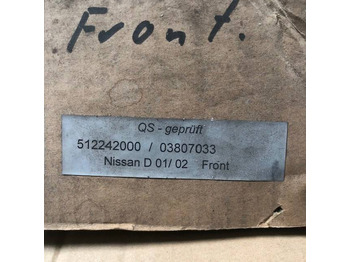 Front.
QS - geprüft
512242000 / 03807033
Nissan D 01/ 02 Front